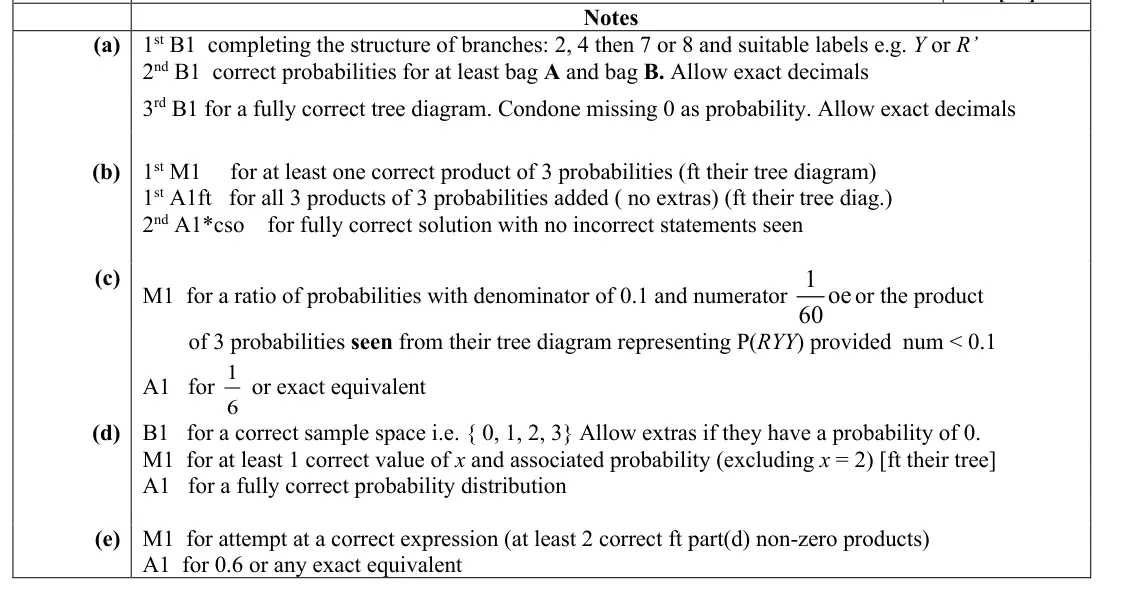 Notes
(a) 1st B1 completing the structure of branches: 2, 4 then 7 or 8 and suitable labels e.g. Y or R’
2nd B1 correct probabilities for at least bag A and bag B. Allow exact decimals
3rd B1 for a fully correct tree diagram. Condone missing 0 as probability. Allow exact decimals
(b) 1st M1 for at least one correct product of 3 probabilities (ft their tree diagram)
1st A1ft for all 3 products of 3 probabilities added ( no extras) (ft their tree diag.)
2nd A1*cso for fully correct solution with no incorrect statements seen
(c) M1 for a ratio of probabilities with denominator of 0.1 and numerator 1/60 oe or the product
of 3 probabilities seen from their tree diagram representing P(RYY) provided num < 0.1
A1 for 1/6 or exact equivalent
(d) B1 for a correct sample space i.e. { 0, 1, 2, 3} Allow extras if they have a probability of 0.
M1 for at least 1 correct value of x and associated probability (excluding x = 2) [ft their tree]
A1 for a fully correct probability distribution
(e) M1 for attempt at a correct expression (at least 2 correct ft part(d) non-zero products)
A1 for 0.6 or any exact equivalent